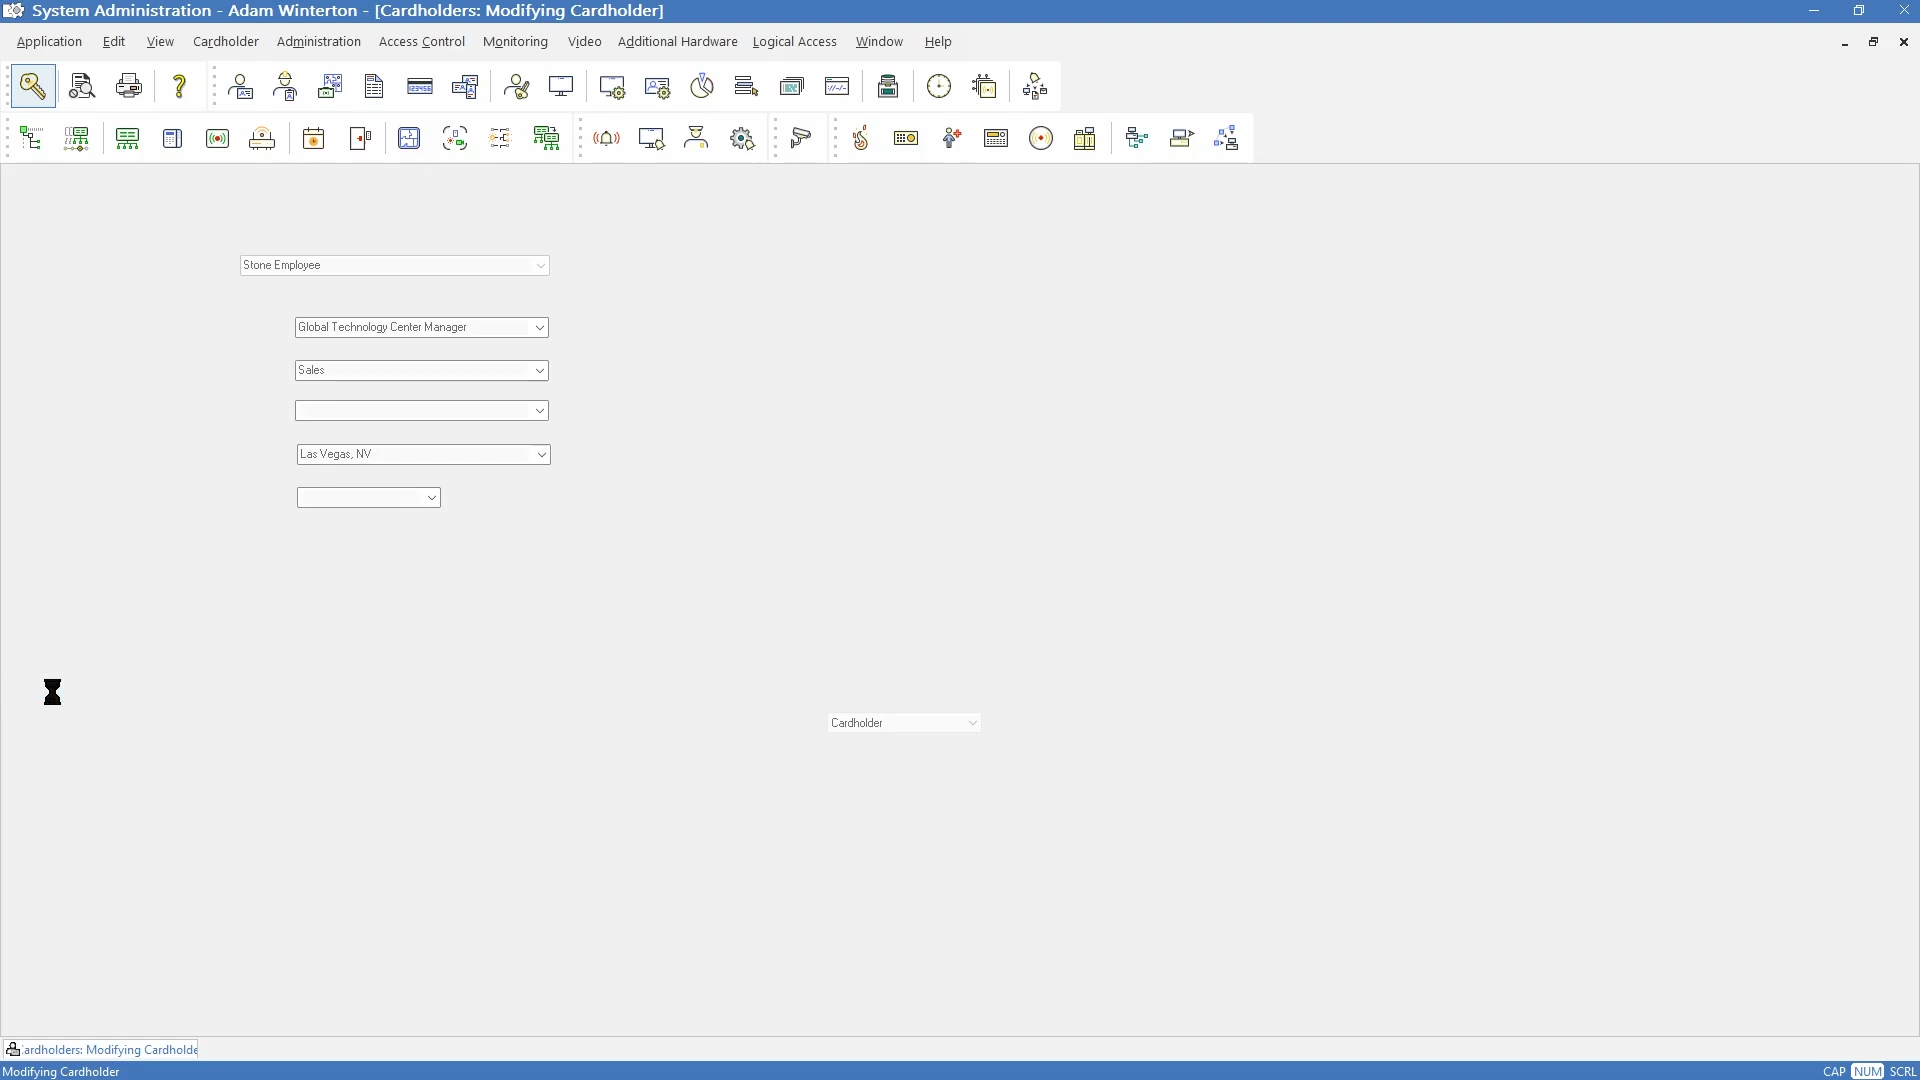 System Administration - Adam Winterton - [Cardholders: Modifying Cardholder]
Application Edit View Cardholder Administration Access Control Monitoring Video Additional Hardware Logical Access Window Help
Stone Employee
Global Technology Center Manager
Sales
Las Vegas, NV
Cardholder
ardholders: Modifying Cardholde
Modifying Cardholder CAP NUM SCRL